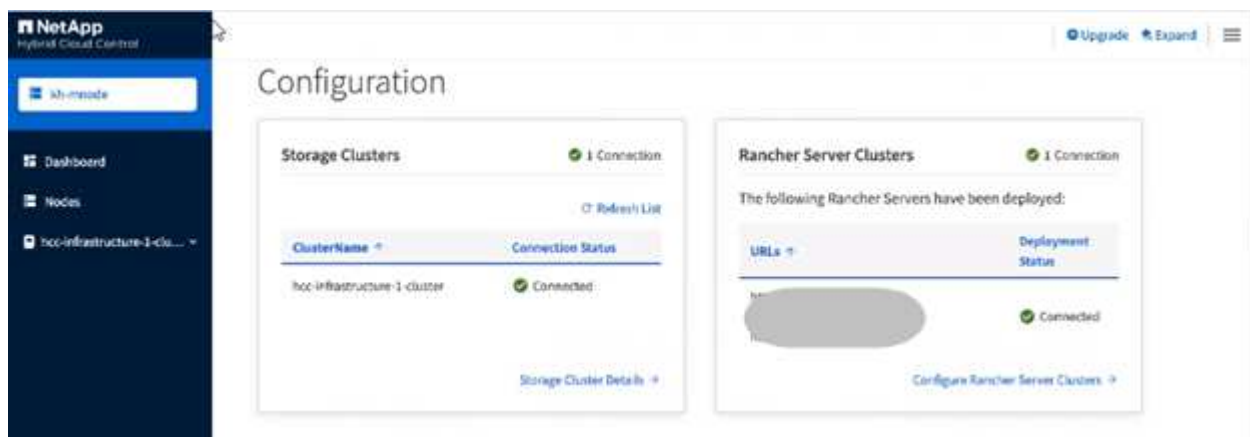 NetApp
Hybrid Cloud Control
kh-mnode
Dashboard
Nodes
hcc-infrastructure-1-clu...
Upgrade
Expand
Configuration
Storage Clusters
1 Connection
Refresh List
ClusterName
Connection Status
hcc-infrastructure-1-cluster
Connected
Storage Cluster Details
Rancher Server Clusters
1 Connection
The following Rancher Servers have been deployed:
URLs
Deployment
Status
Connected
Configure Rancher Server Clusters